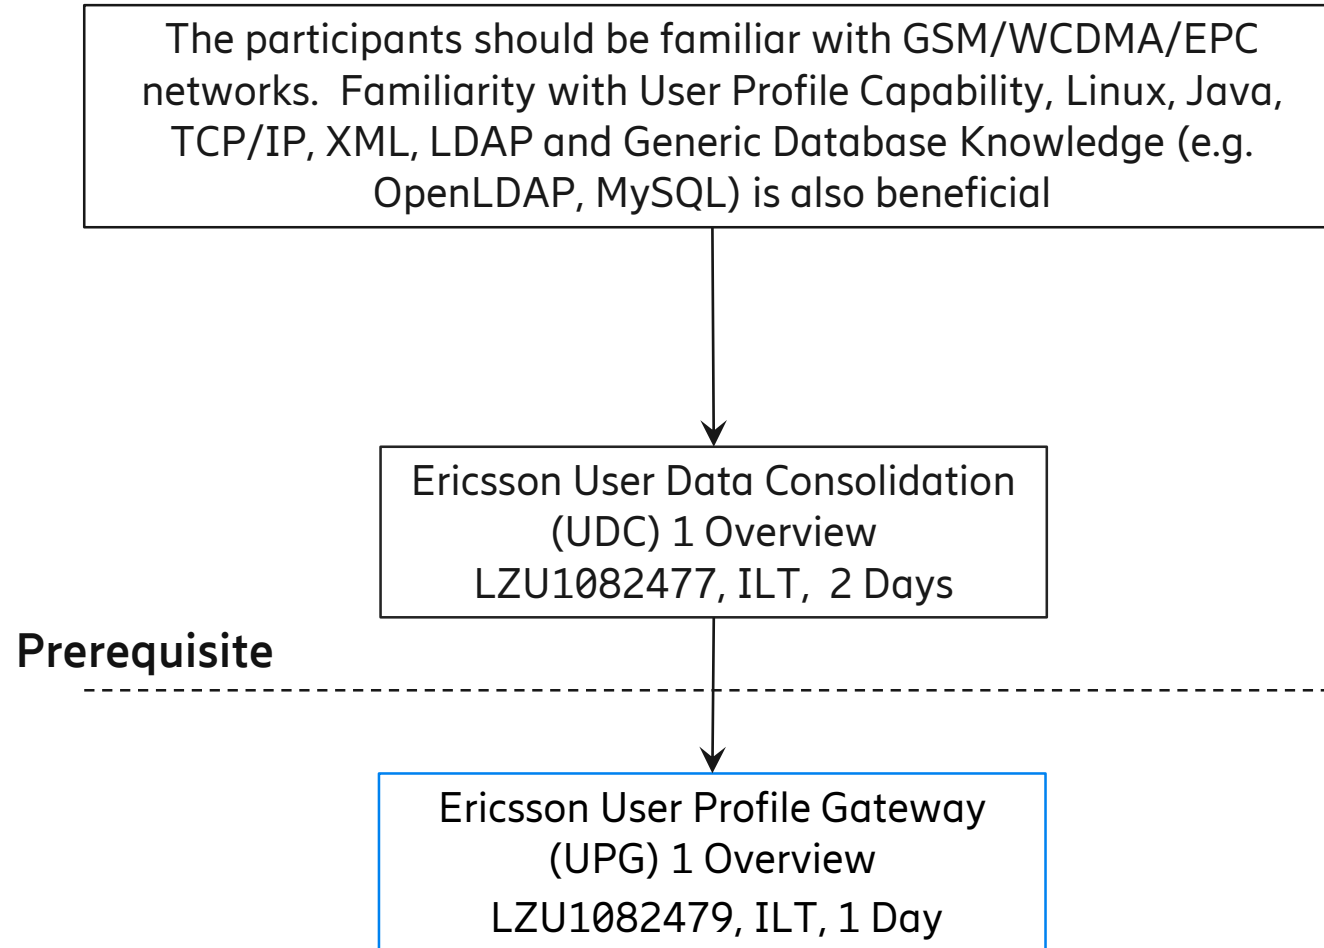 The participants should be familiar with GSM/WCDMA/EPC
networks.  Familiarity with User Profile Capability, Linux, Java,
TCP/IP, XML, LDAP and Generic Database Knowledge (e.g.
OpenLDAP, MySQL) is also beneficial
Ericsson User Data Consolidation
(UDC) 1 Overview
LZU1082477, ILT,  2 Days
Prerequisite
Ericsson User Profile Gateway
(UPG) 1 Overview
LZU1082479, ILT, 1 Day